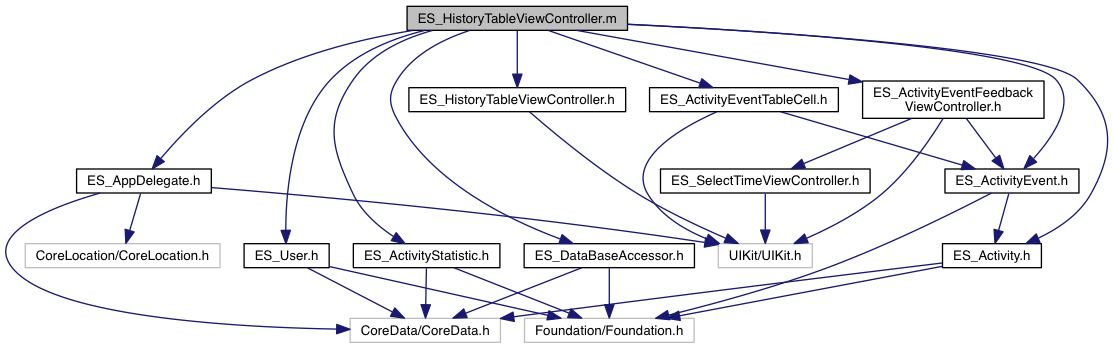 ES_HistoryTableViewController.m
ES_HistoryTableViewController.h
ES_ActivityEventTableCell.h
ES_ActivityEventFeedback
ViewController.h
ES_AppDelegate.h
ES_SelectTimeViewController.h
ES_ActivityEvent.h
CoreLocation/CoreLocation.h
ES_User.h
ES_ActivityStatistic.h
ES_DataBaseAccessor.h
UIKit/UIKit.h
ES_Activity.h
CoreData/CoreData.h
Foundation/Foundation.h